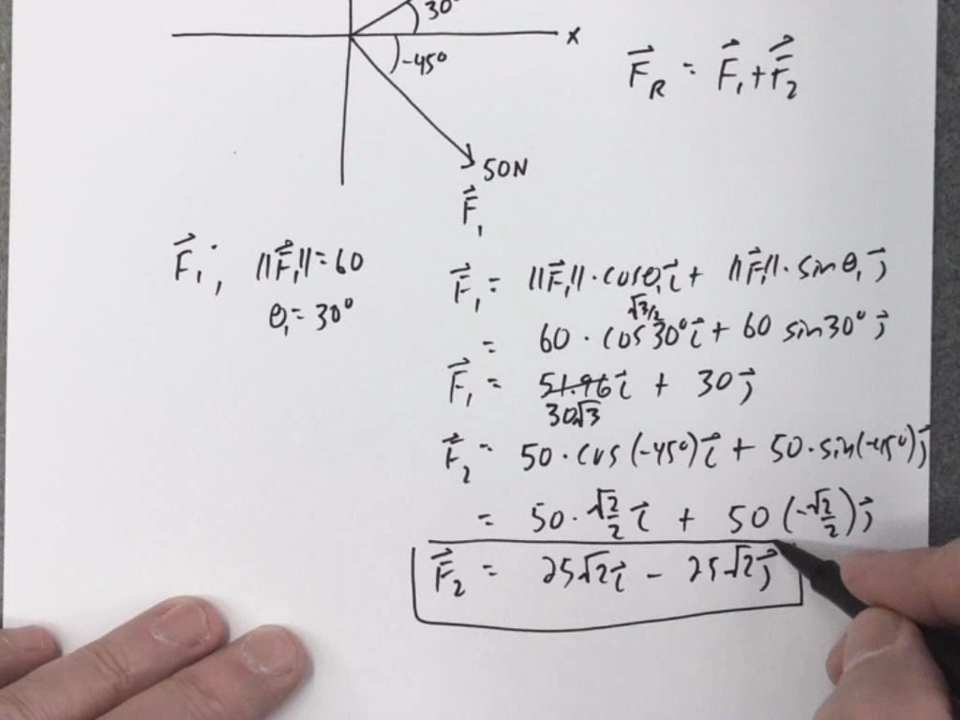 30°
x
-45°
F⃗R = F⃗₁ + F⃗₂
50N
F⃗₁
F⃗₁: ||F⃗₁|| = 60
θ₁ = 30°
F⃗₁ = ||F⃗₁|| · cosθ₁ i⃗ + ||F⃗₁|| · sin θ₁ j⃗
√3/2
= 60 · cos 30° i⃗ + 60 sin 30° j⃗
F⃗₁ = 51.96 i⃗ + 30 j⃗
30√3
F⃗₂ = 50 · cos (-45°) i⃗ + 50 · sin(-45°) j⃗
= 50 · √2/2 i⃗ + 50 (-√2/2) j⃗
F⃗₂ = 25√2 i⃗ - 25√2 j⃗